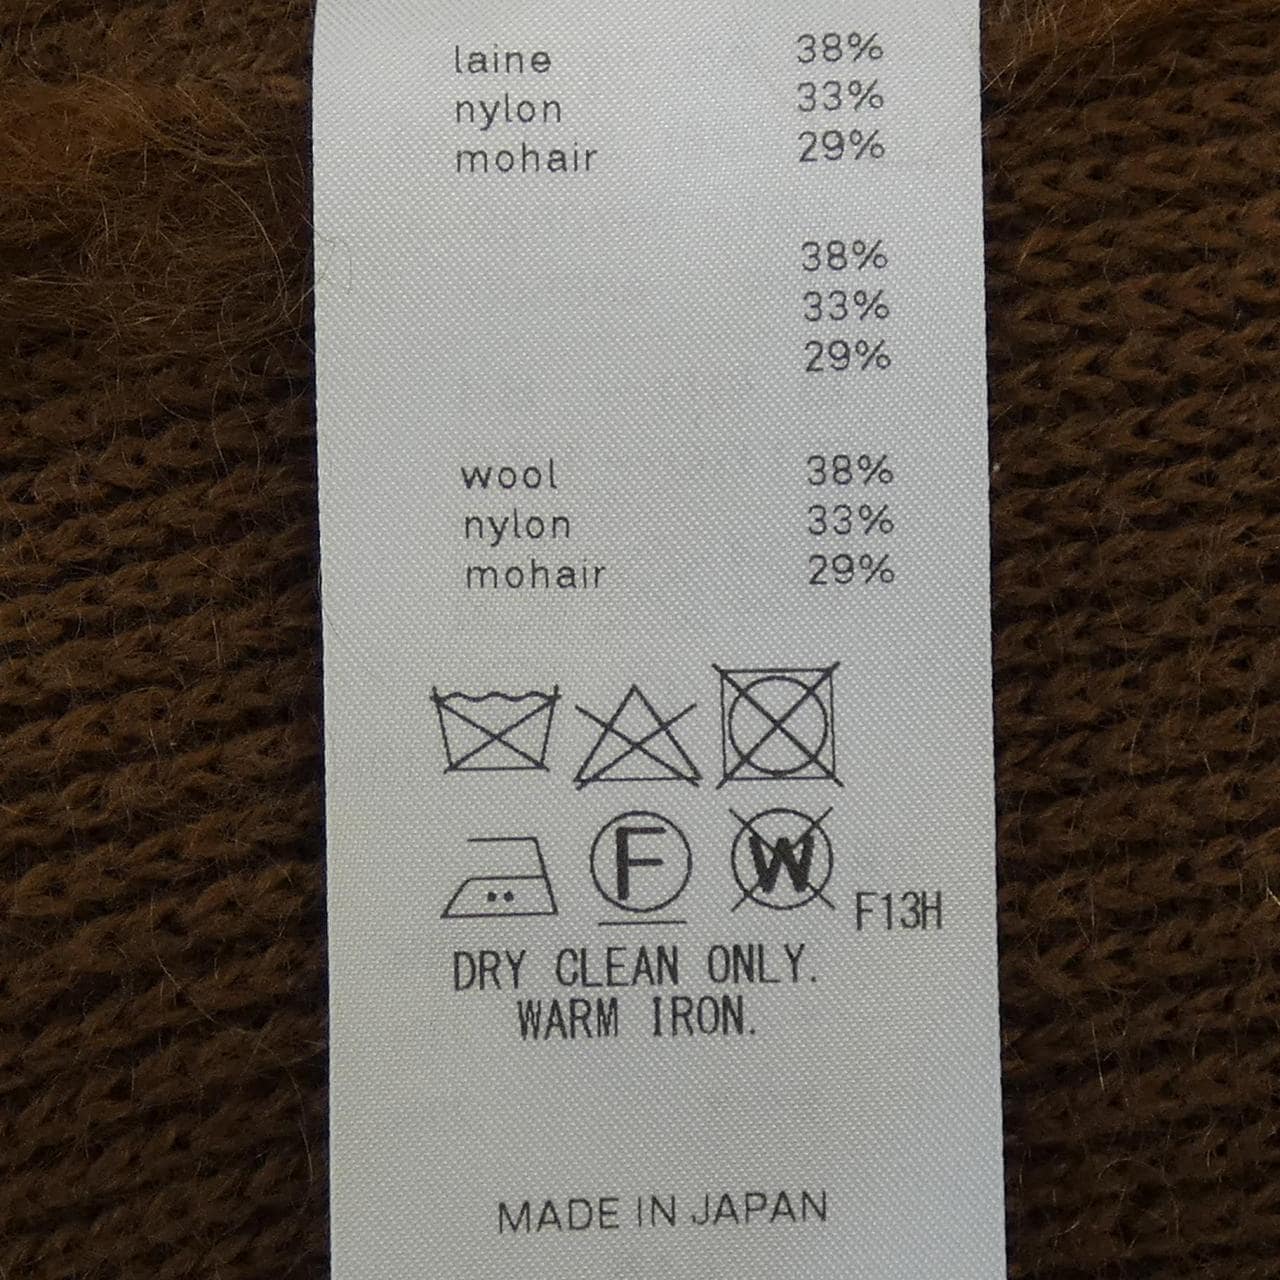 laine 38%
nylon 33%
mohair 29%
38%
33%
29%
wool 38%
nylon 33%
mohair 29%
F W F13H
DRY CLEAN ONLY.
WARM IRON.
MADE IN JAPAN